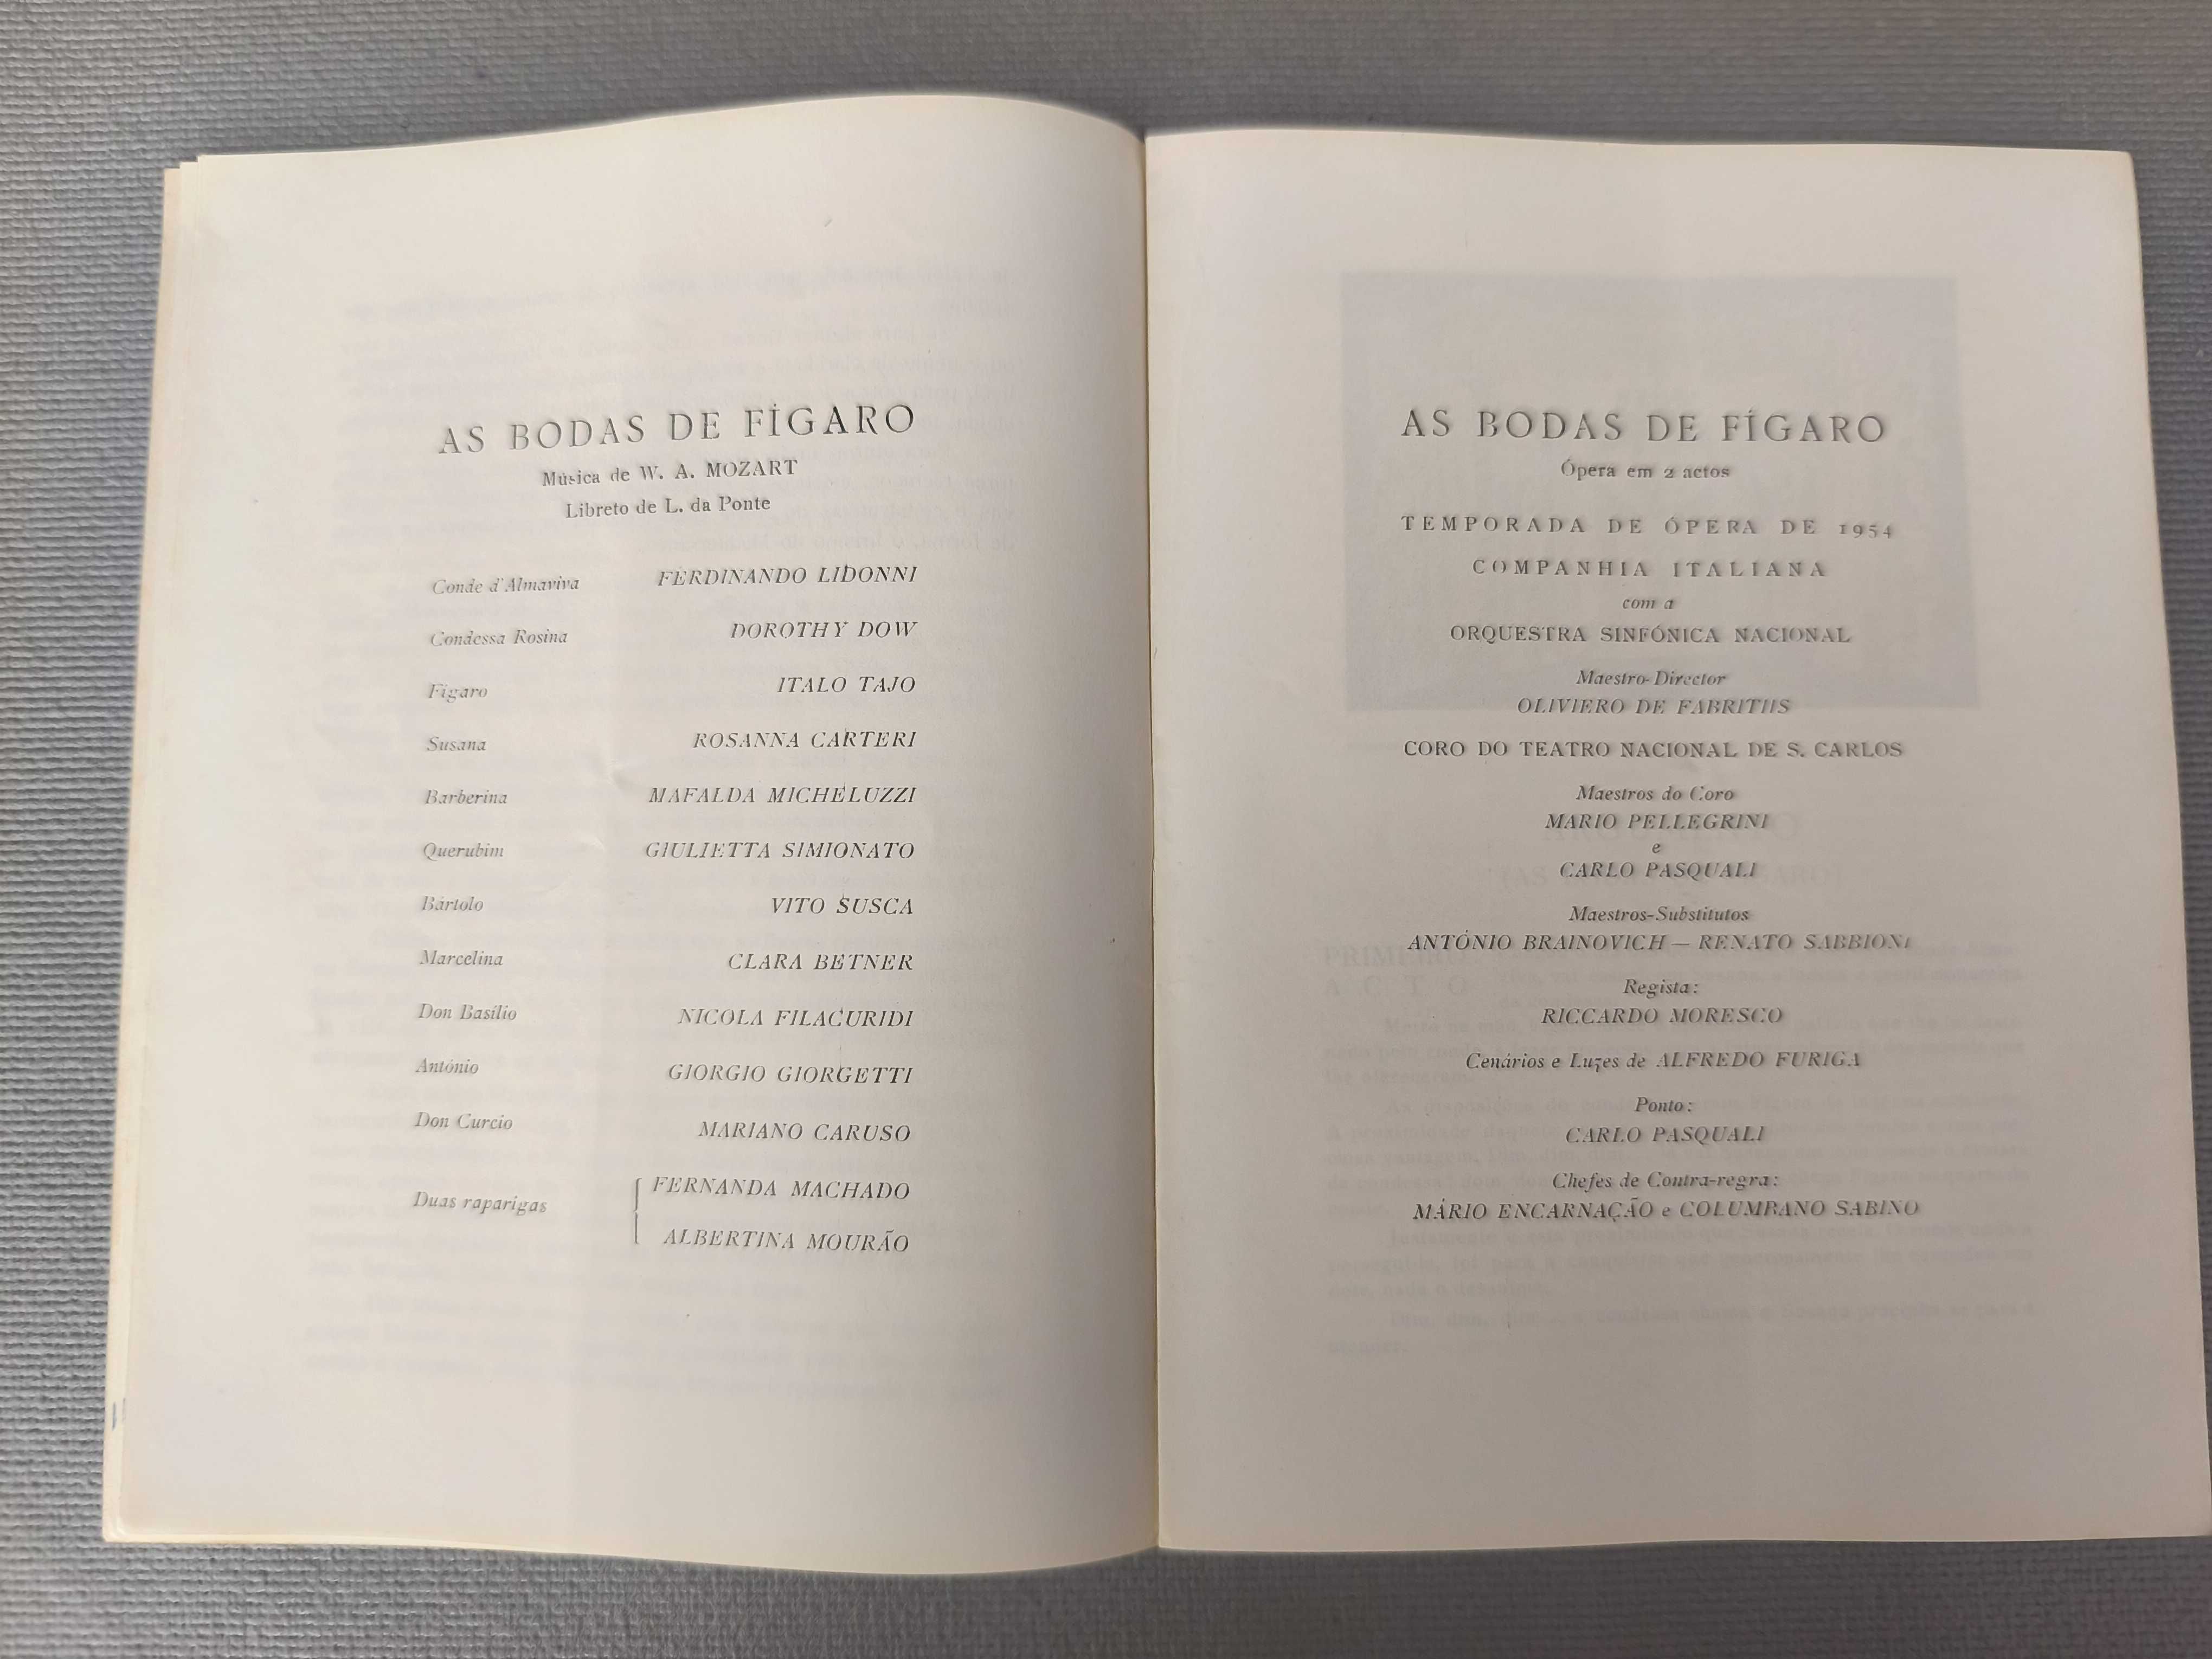 AS BODAS DE FÍGARO
Música de W. A. MOZART
Libreto de L. da Ponte
Conde d'Almaviva FERDINANDO LIDONNI
Condessa Rosina DOROTHY DOW
Fígaro ITALO TAJO
Susana ROSANNA CARTERI
Barberina MAFALDA MICHELUZZI
Querubim GIULIETTA SIMIONATO
Bártolo VITO SUSCA
Marcelina CLARA BETNER
Don Basílio NICOLA FILACURIDI
António GIORGIO GIORGETTI
Don Curcio MARIANO CARUSO
Duas raparigas FERNANDA MACHADO
ALBERTINA MOURÃO
AS BODAS DE FÍGARO
Ópera em 2 actos
TEMPORADA DE ÓPERA DE 1954
COMPANHIA ITALIANA
com a
ORQUESTRA SINFÓNICA NACIONAL
Maestro-Director
OLIVIERO DE FABRITIIS
CORO DO TEATRO NACIONAL DE S. CARLOS
Maestros do Coro
MARIO PELLEGRINI
e
CARLO PASQUALI
Maestros-Substitutos
ANTÓNIO BRAINOVICH — RENATO SABBIONI
Regista:
RICCARDO MORESCO
Cenários e Luzes de ALFREDO FURIGA
Ponto:
CARLO PASQUALI
Chefes de Contra-regra:
MÁRIO ENCARNAÇÃO e COLUMBANO SABINO